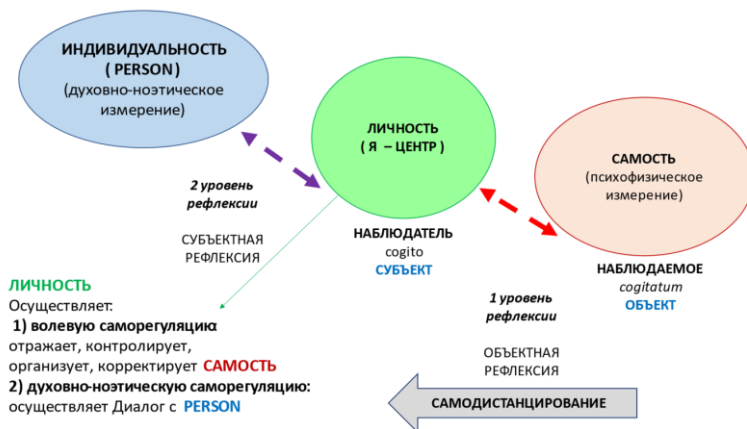 ИНДИВИДУАЛЬНОСТЬ
( PERSON )
(духовно-ноэтическое
измерение)
ЛИЧНОСТЬ
( Я – ЦЕНТР )
САМОСТЬ
(психофизическое
измерение)
2 уровень
рефлексии
СУБЪЕКТНАЯ
РЕФЛЕКСИЯ
НАБЛЮДАТЕЛЬ
cogito
СУБЪЕКТ
НАБЛЮДАЕМОЕ
cogitatum
ОБЪЕКТ
1 уровень
рефлексии
ОБЪЕКТНАЯ
РЕФЛЕКСИЯ
ЛИЧНОСТЬ
Осуществляет:
1) волевую саморегуляцию:
отражает, контролирует,
организует, корректирует САМОСТЬ
2) духовно-ноэтическую саморегуляцию:
осуществляет Диалог с PERSON
САМОДИСТАНЦИРОВАНИЕ